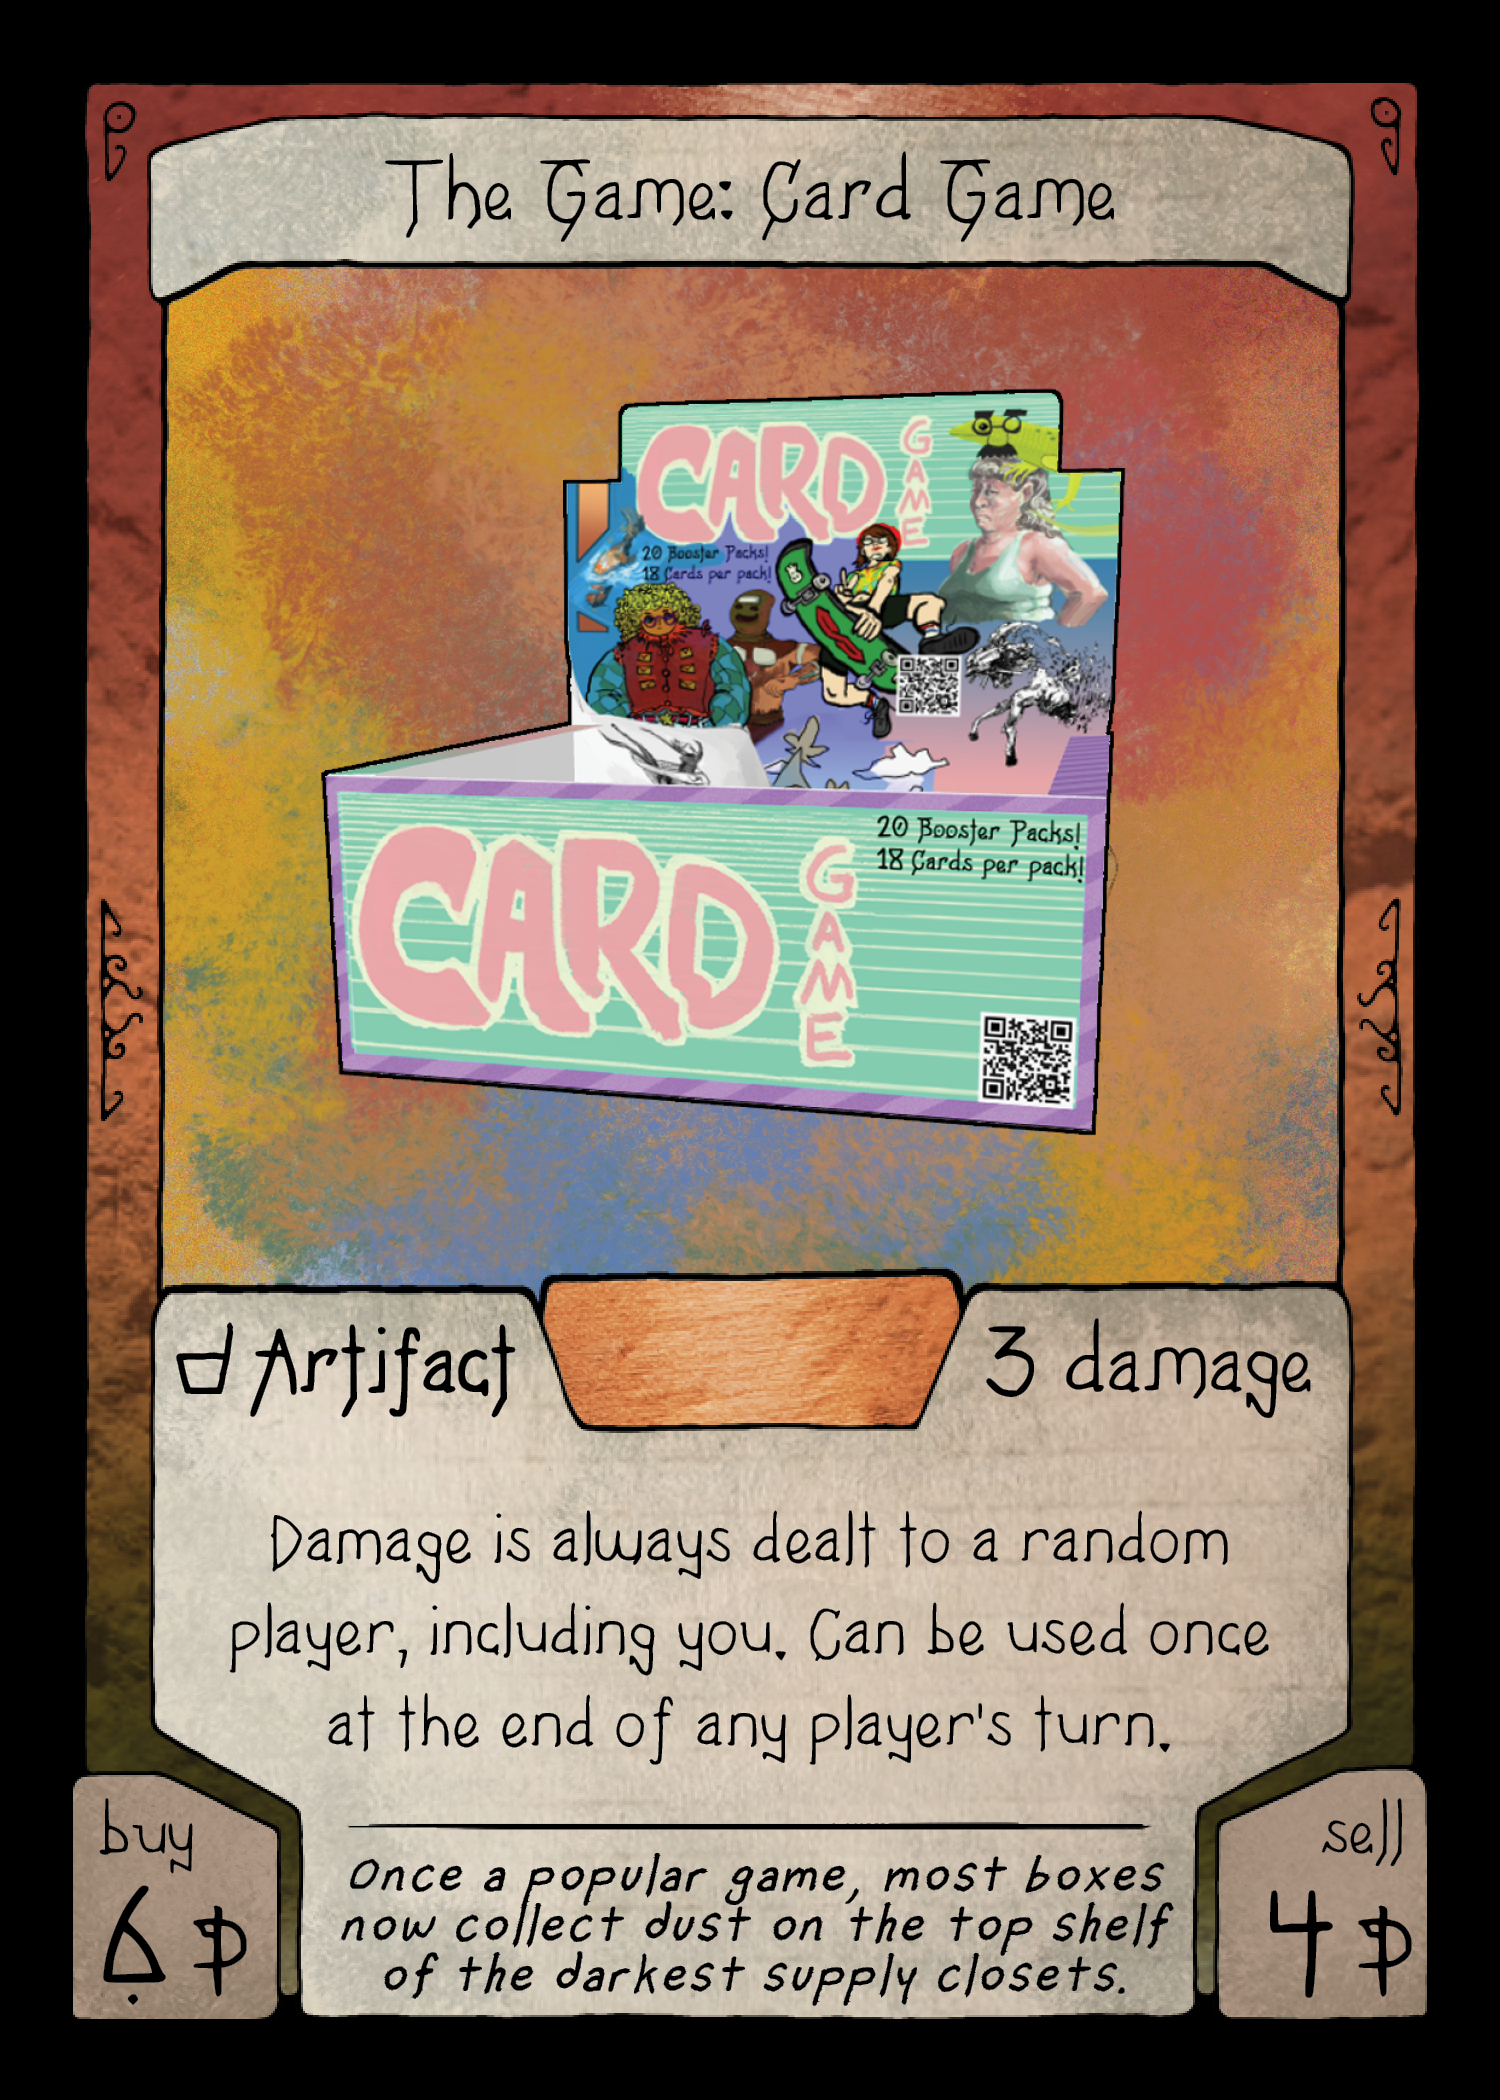 The Game: Card Game
CARD
GAME
20 Booster Packs!
18 Cards per pack!
CARD
GAME
20 Booster Packs!
18 Cards per pack!
Artifact
3 damage
Damage is always dealt to a random
player, including you. Can be used once
at the end of any player's turn.
buy
6
sell
4
Once a popular game, most boxes
now collect dust on the top shelf
of the darkest supply closets.